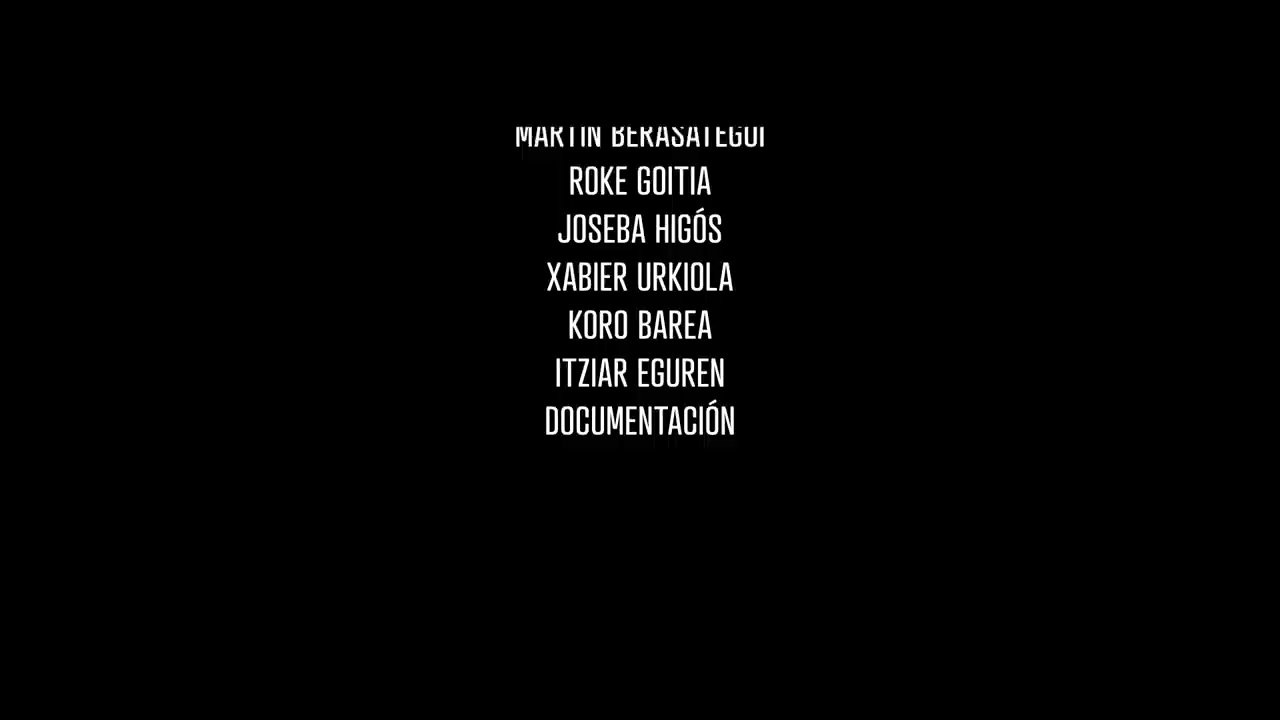 MARTIN BERASATEGUI
ROKE GOITIA
JOSEBA HIGÓS
XABIER URKIOLA
KORO BAREA
ITZIAR EGUREN
DOCUMENTACIÓN